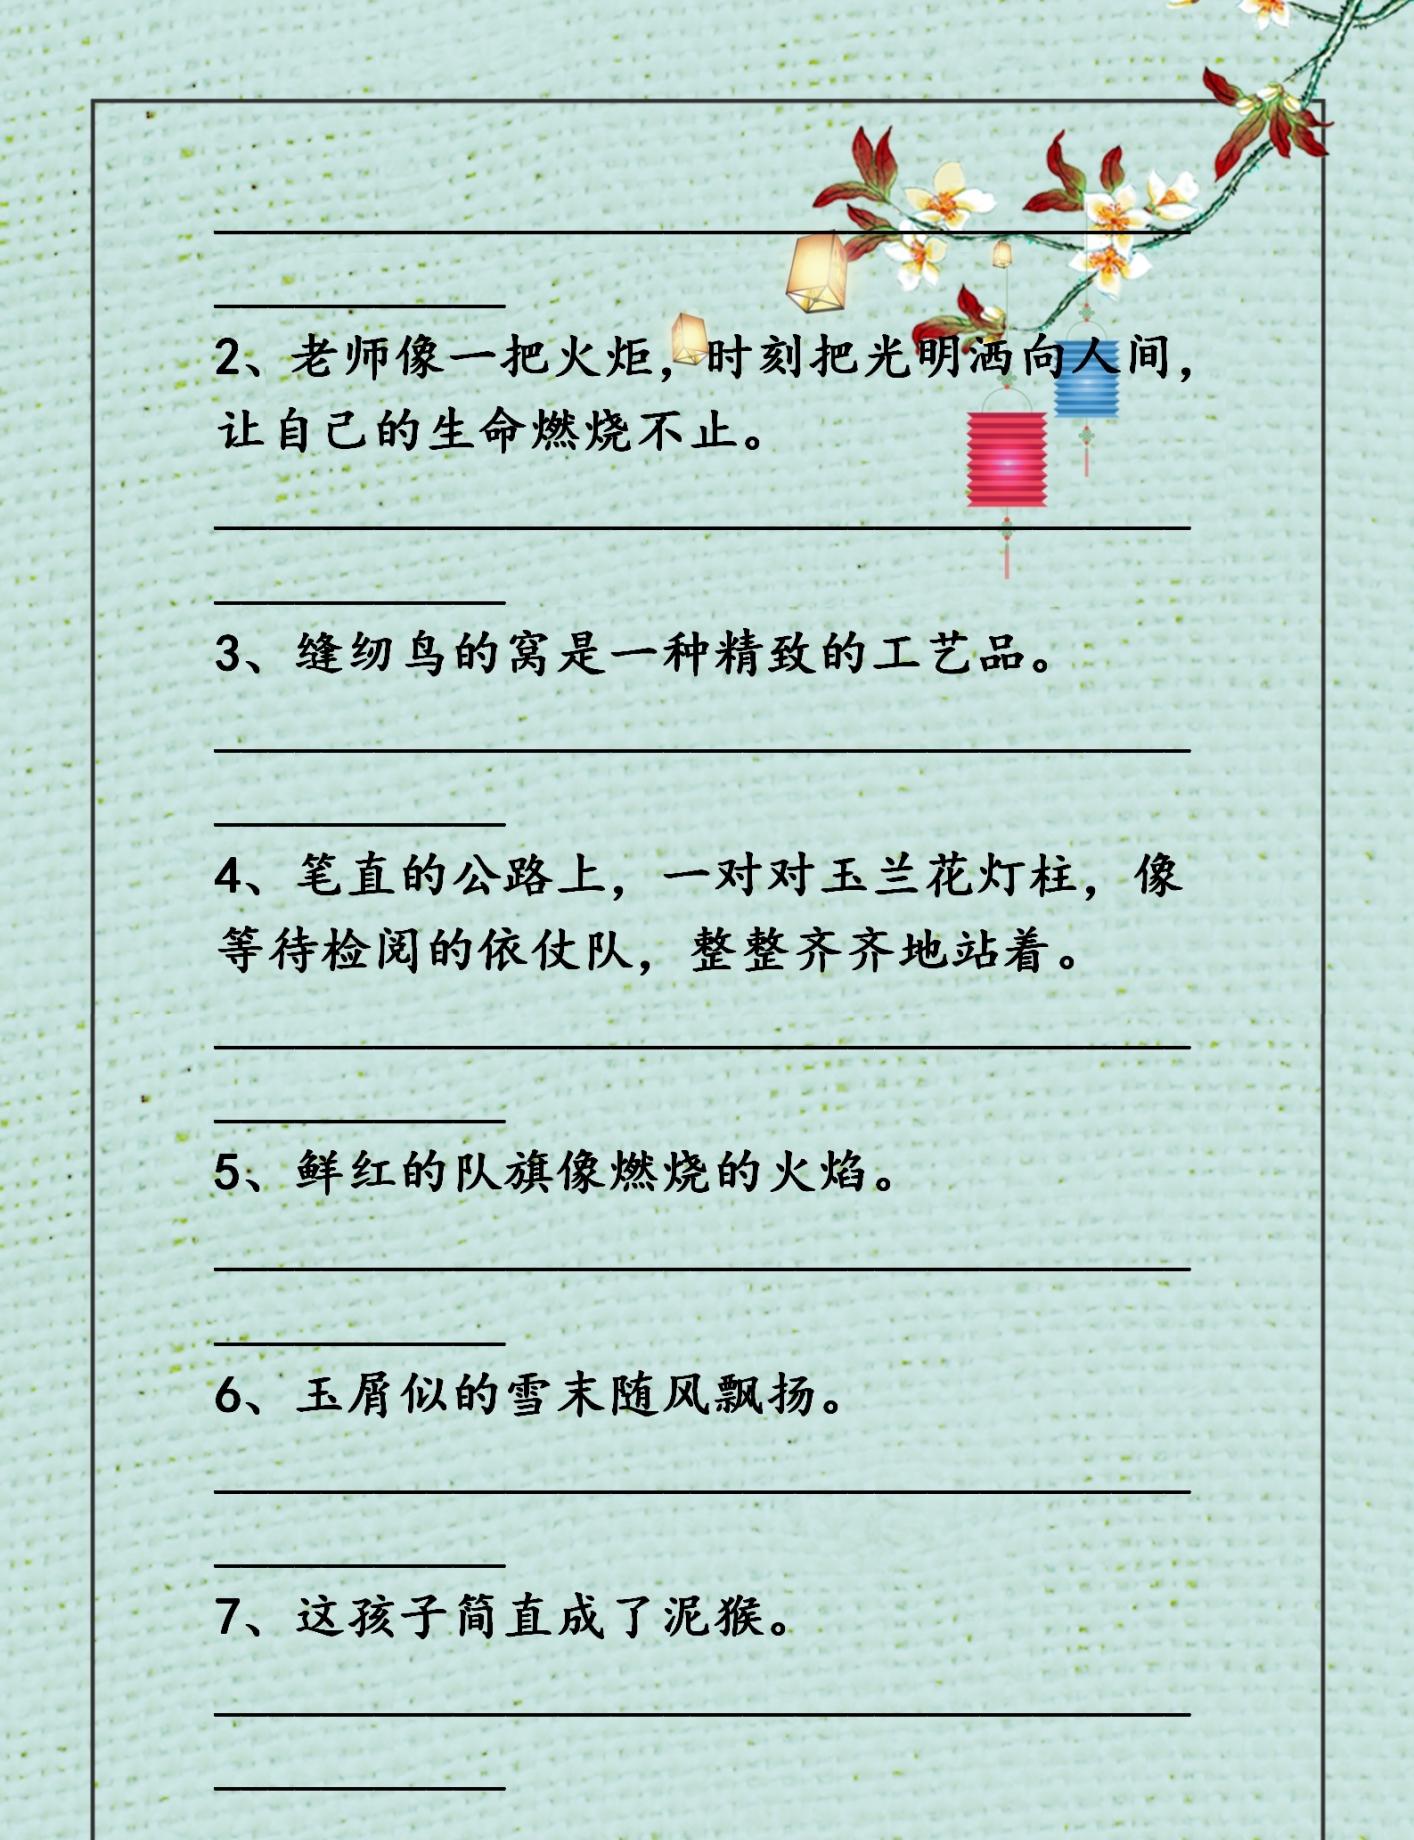 2、老师像一把火炬，时刻把光明洒向人间，
让自己的生命燃烧不止。
3、缝纫鸟的窝是一种精致的工艺品。
4、笔直的公路上，一对对玉兰花灯柱，像
等待检阅的依仗队，整整齐齐地站着。
5、鲜红的队旗像燃烧的火焰。
6、玉屑似的雪末随风飘扬。
7、这孩子简直成了泥猴。